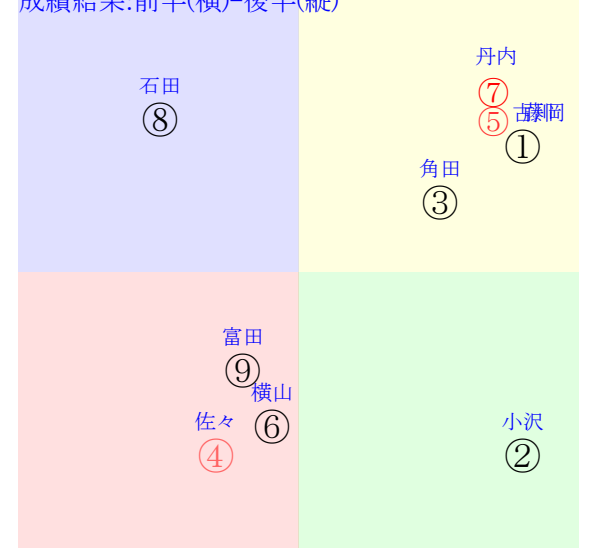 成績結果:前半(横)-後半(縦)
丹内
石田
⑦
⑧
⑤
①
角田
③
富田
⑨
横山
⑥
佐々
④
小沢
②